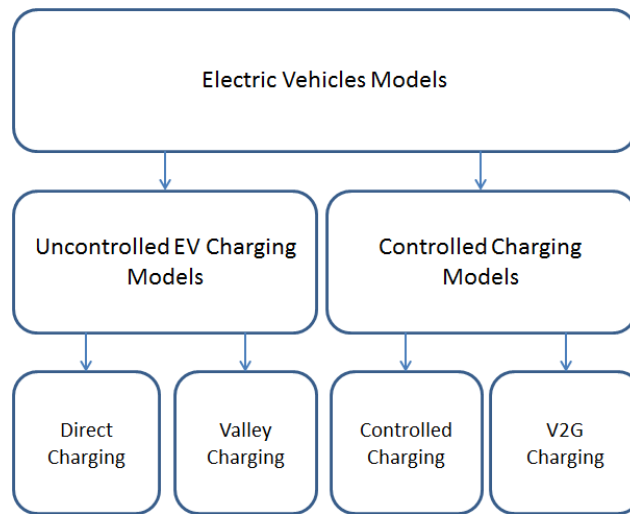 Electric Vehicles Models
Uncontrolled EV Charging
Models
Controlled Charging
Models
Direct
Charging
Valley
Charging
Controlled
Charging
V2G
Charging